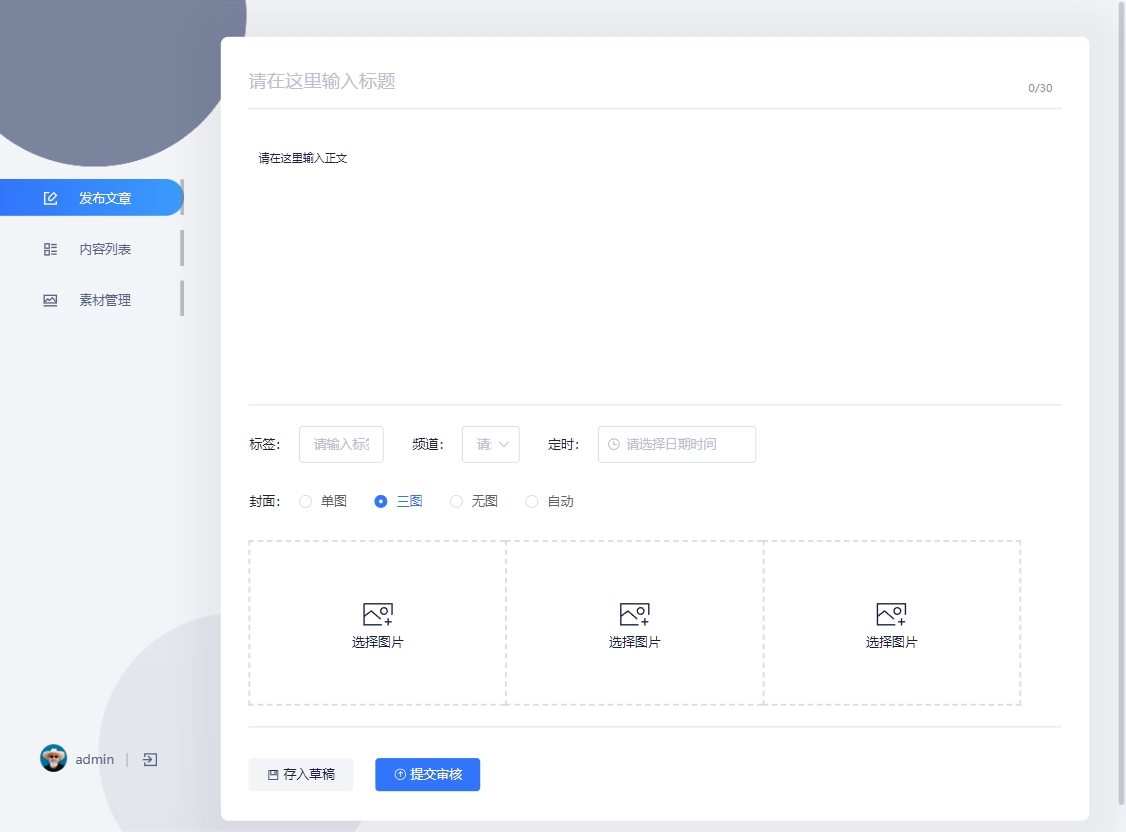 请在这里输入标题
0/30
请在这里输入正文
发布文章
内容列表
素材管理
标签: 请输入标 频道: 请 定时: 请选择日期时间
封面: 单图 三图 无图 自动
选择图片 选择图片 选择图片
admin
存入草稿 提交审核